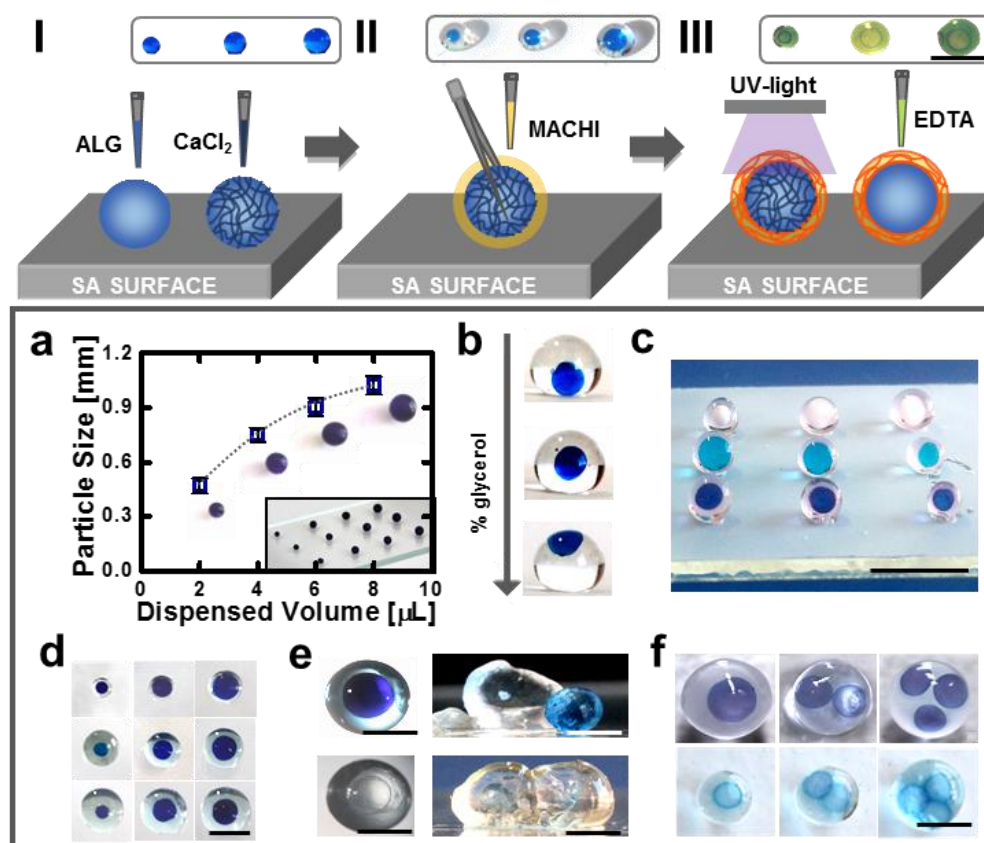 I
II
III
ALG
CaCl₂
MACHI
UV-light
EDTA
SA SURFACE
SA SURFACE
SA SURFACE
a
Particle Size [mm]
1.2
0.9
0.6
0.3
0.0
0
2
4
6
8
10
Dispensed Volume [µL]
b
% glycerol
c
d
e
f